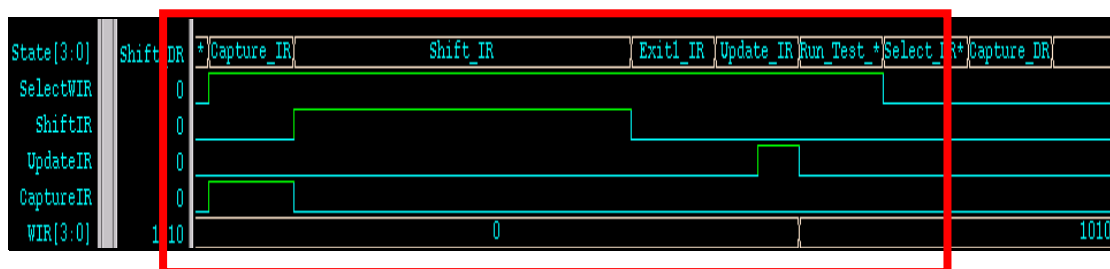 State[3:0] Shift_DR * Capture_IR Shift_IR Exit1_IR Update_IR Run_Test_* Select_DR* Capture_DR
SelectWIR 0
ShiftIR 0
UpdateIR 0
CaptureIR 0
WIR[3:0] 1010 0 1010